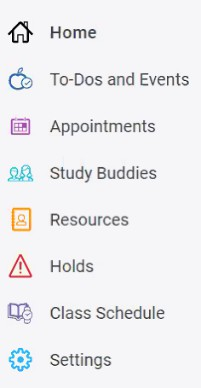 Home
To-Dos and Events
Appointments
Study Buddies
Resources
Holds
Class Schedule
Settings